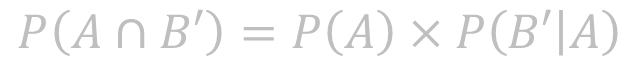 P(A ∩ B′) = P(A) × P(B′|A)